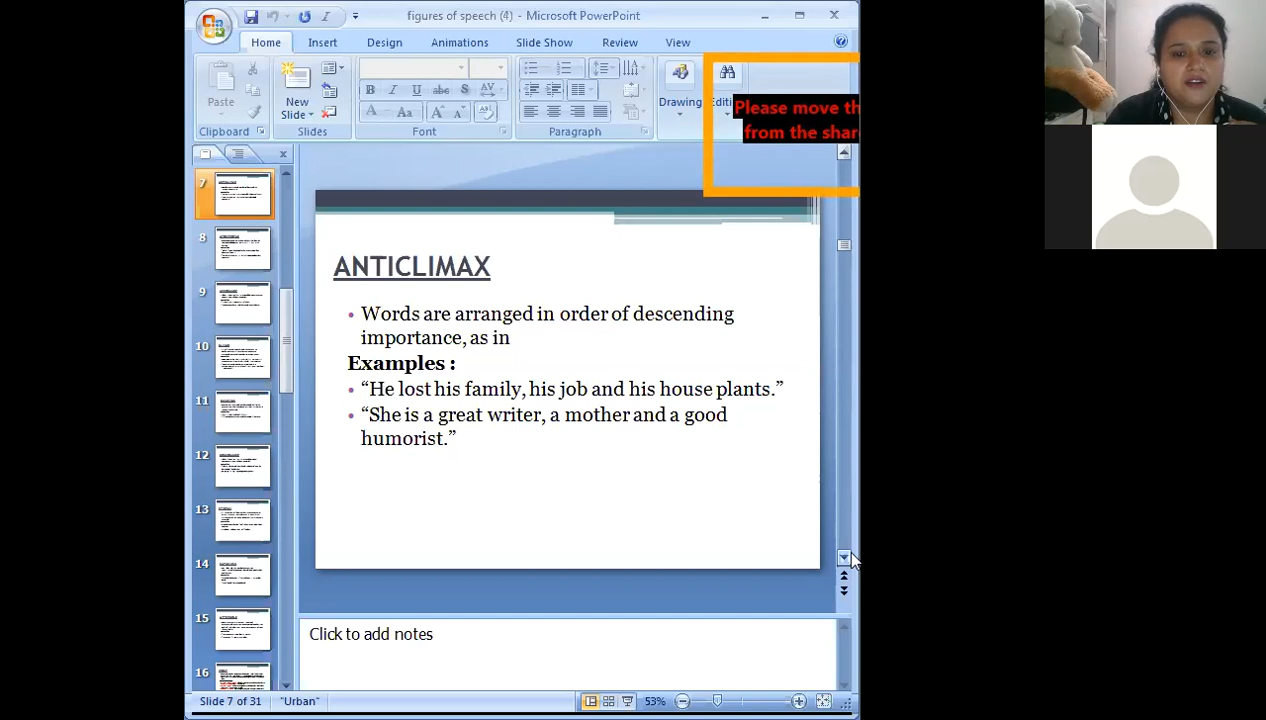 figures of speech (4) - Microsoft PowerPoint
Home Insert Design Animations Slide Show Review View
Paste
New
Slide
Drawing
Clipboard Slides Font Paragraph
Please move th
from the shar
7
8
9
10
11
12
13
14
15
16
ANTICLIMAX
• Words are arranged in order of descending
importance, as in
Examples :
• “He lost his family, his job and his house plants.”
• “She is a great writer, a mother and a good
humorist.”
Click to add notes
Slide 7 of 31 "Urban" 53%